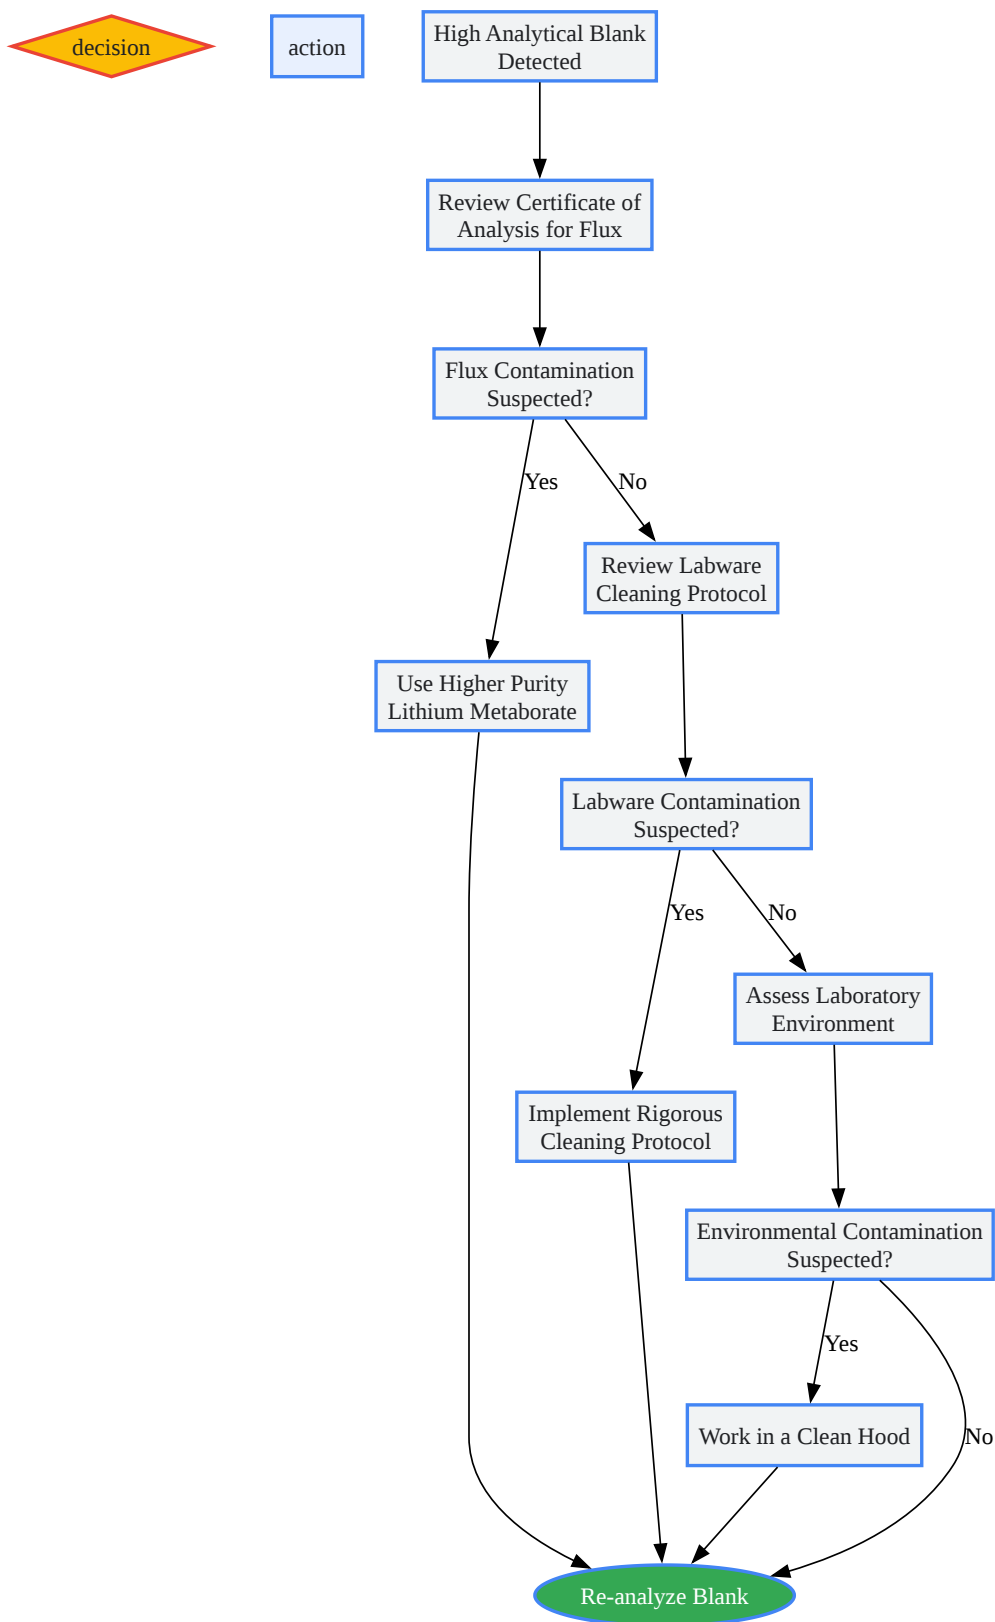 decision
action
High Analytical Blank
Detected
Review Certificate of
Analysis for Flux
Flux Contamination
Suspected?
Yes
No
Review Labware
Cleaning Protocol
Use Higher Purity
Lithium Metaborate
Labware Contamination
Suspected?
Yes
No
Assess Laboratory
Environment
Implement Rigorous
Cleaning Protocol
Environmental Contamination
Suspected?
Yes
No
Work in a Clean Hood
Re-analyze Blank